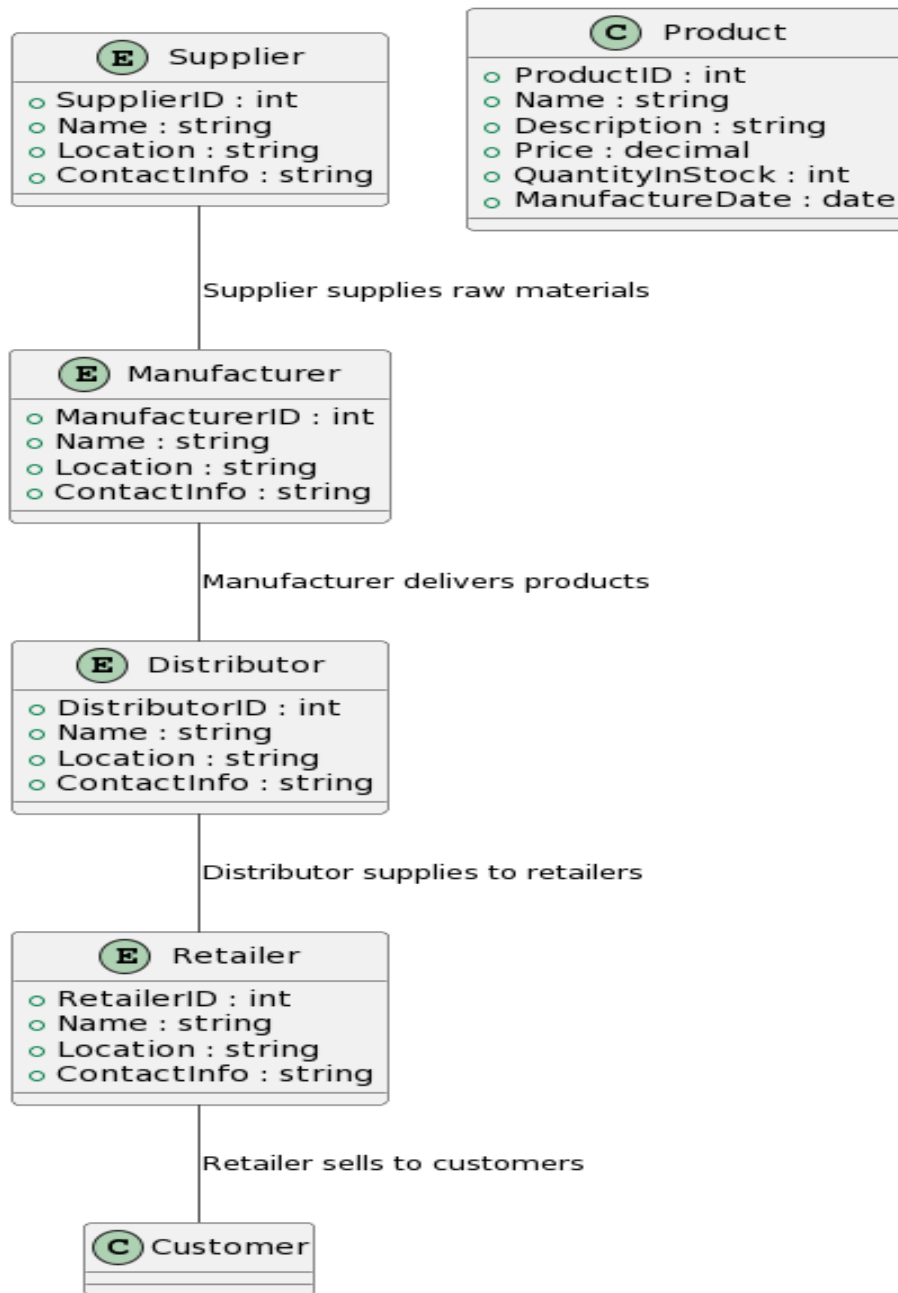 E Supplier
SupplierID : int
Name : string
Location : string
ContactInfo : string
C Product
ProductID : int
Name : string
Description : string
Price : decimal
QuantityInStock : int
ManufactureDate : date
Supplier supplies raw materials
E Manufacturer
ManufacturerID : int
Name : string
Location : string
ContactInfo : string
Manufacturer delivers products
E Distributor
DistributorID : int
Name : string
Location : string
ContactInfo : string
Distributor supplies to retailers
E Retailer
RetailerID : int
Name : string
Location : string
ContactInfo : string
Retailer sells to customers
C Customer